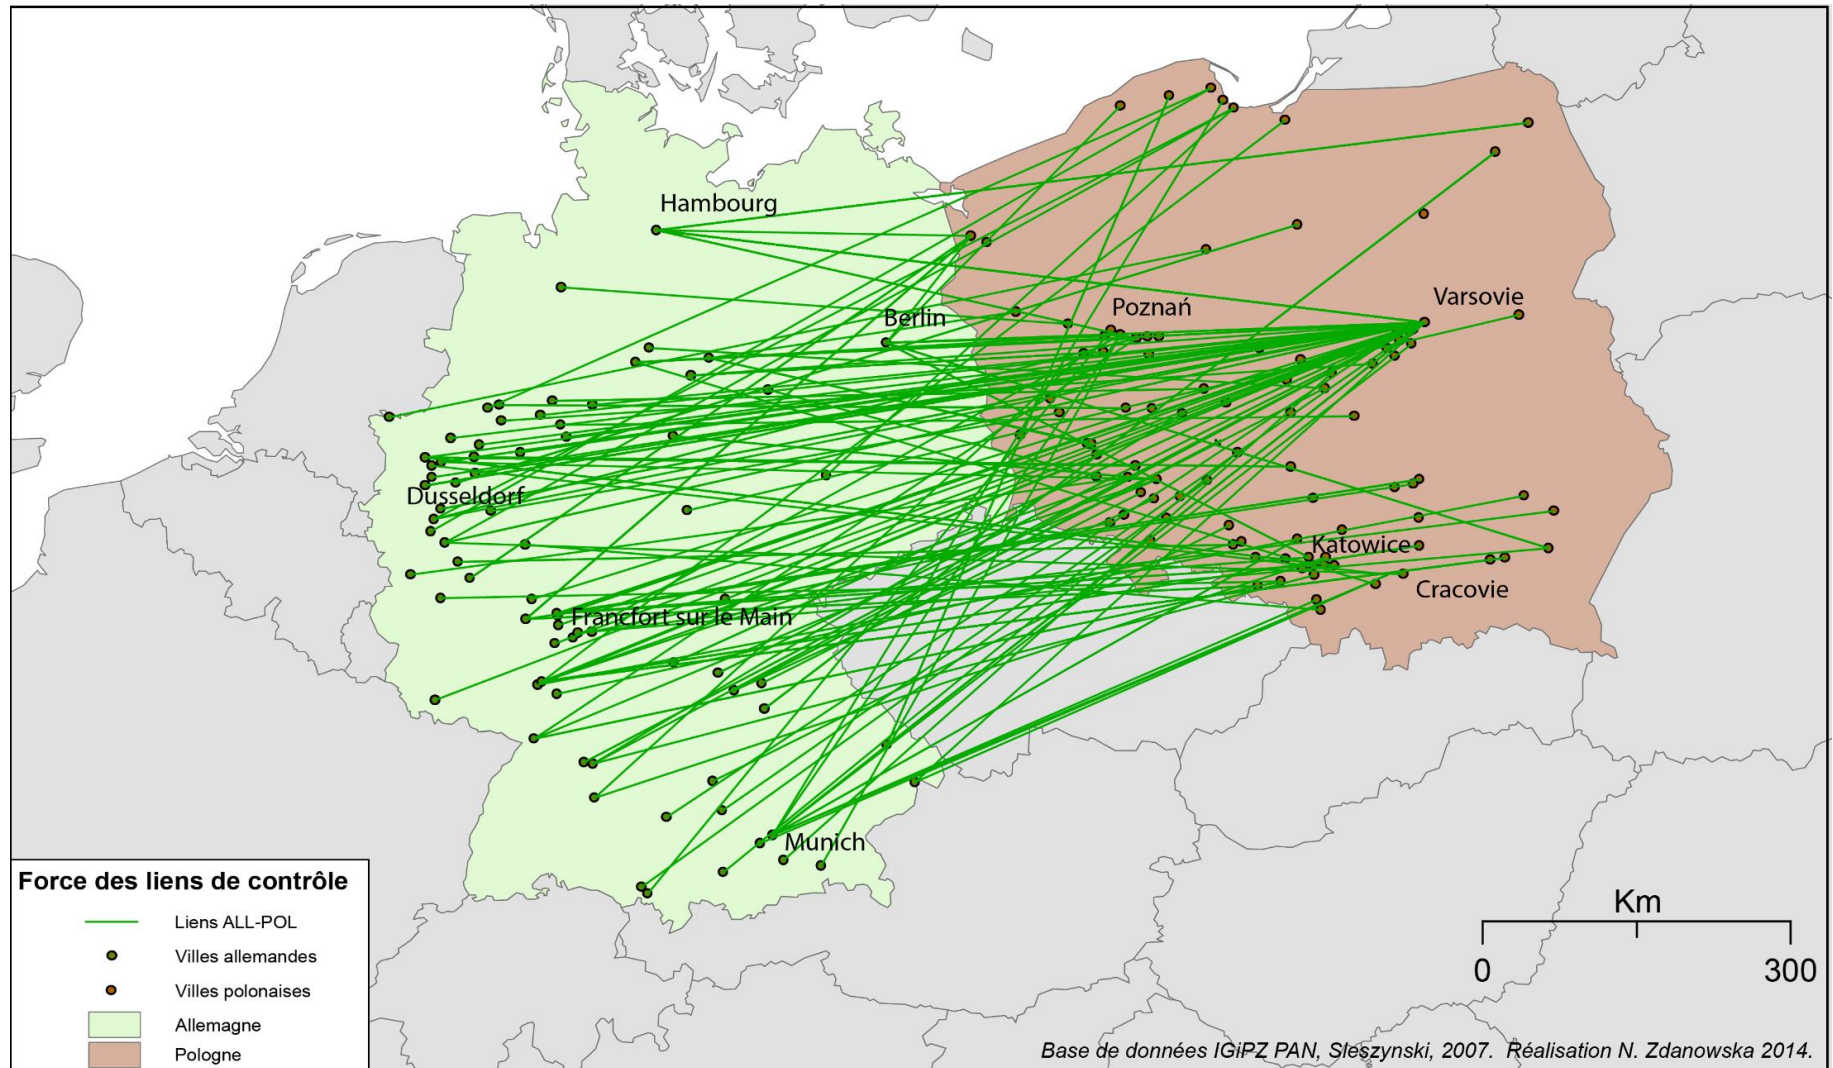 Hambourg
Berlin
Poznań
Varsovie
Dusseldorf
Katowice
Cracovie
Francfort sur le Main
Munich
Force des liens de contrôle
Liens ALL-POL
Villes allemandes
Villes polonaises
Allemagne
Pologne
Km
0 300
Base de données IGiPZ PAN, Sleszynski, 2007. Réalisation N. Zdanowska 2014.